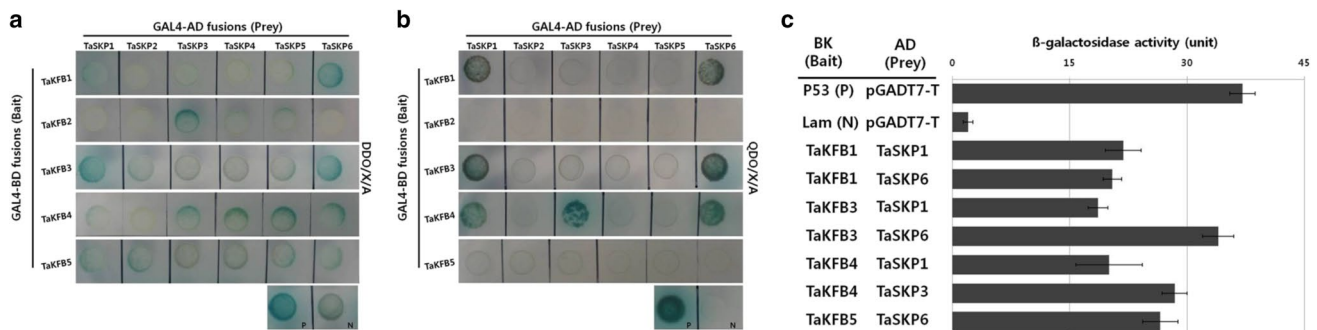 a
GAL4-AD fusions (Prey)
TaSKP1 TaSKP2 TaSKP3 TaSKP4 TaSKP5 TaSKP6
GAL4-BD fusions (Bait)
TaKFB1
TaKFB2
TaKFB3
TaKFB4
TaKFB5
DDO/X/A
P N
b
GAL4-AD fusions (Prey)
TaSKP1 TaSKP2 TaSKP3 TaSKP4 TaSKP5 TaSKP6
GAL4-BD fusions (Bait)
TaKFB1
TaKFB2
TaKFB3
TaKFB4
TaKFB5
QDO/X/A
P N
c
BK (Bait) AD (Prey)
ß-galactosidase activity (unit)
0 15 30 45
P53 (P) pGADT7-T
Lam (N) pGADT7-T
TaKFB1 TaSKP1
TaKFB1 TaSKP6
TaKFB3 TaSKP1
TaKFB3 TaSKP6
TaKFB4 TaSKP1
TaKFB4 TaSKP3
TaKFB5 TaSKP6